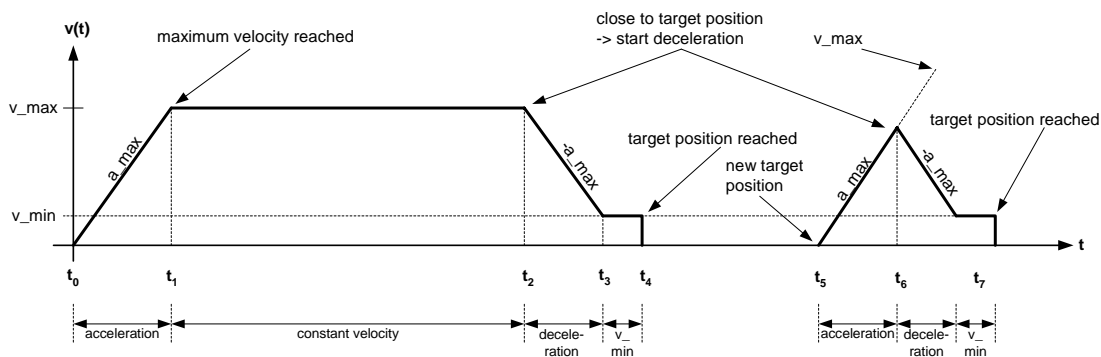 v(t)
maximum velocity reached
close to target position
-> start deceleration
v_max
v_max
a_max
-a_max
target position reached
new target
position
a_max
-a_max
target position reached
v_min
t
t0
t1
t2
t3
t4
t5
t6
t7
acceleration
constant velocity
decele-
ration
v_
min
acceleration
decele-
ration
v_
min